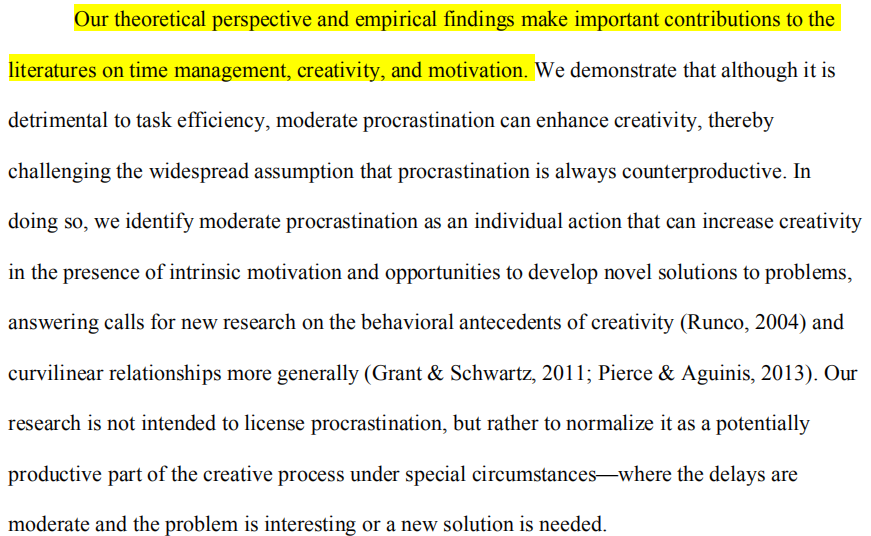 Our theoretical perspective and empirical findings make important contributions to the
literatures on time management, creativity, and motivation. We demonstrate that although it is
detrimental to task efficiency, moderate procrastination can enhance creativity, thereby
challenging the widespread assumption that procrastination is always counterproductive. In
doing so, we identify moderate procrastination as an individual action that can increase creativity
in the presence of intrinsic motivation and opportunities to develop novel solutions to problems,
answering calls for new research on the behavioral antecedents of creativity (Runco, 2004) and
curvilinear relationships more generally (Grant & Schwartz, 2011; Pierce & Aguinis, 2013). Our
research is not intended to license procrastination, but rather to normalize it as a potentially
productive part of the creative process under special circumstances—where the delays are
moderate and the problem is interesting or a new solution is needed.